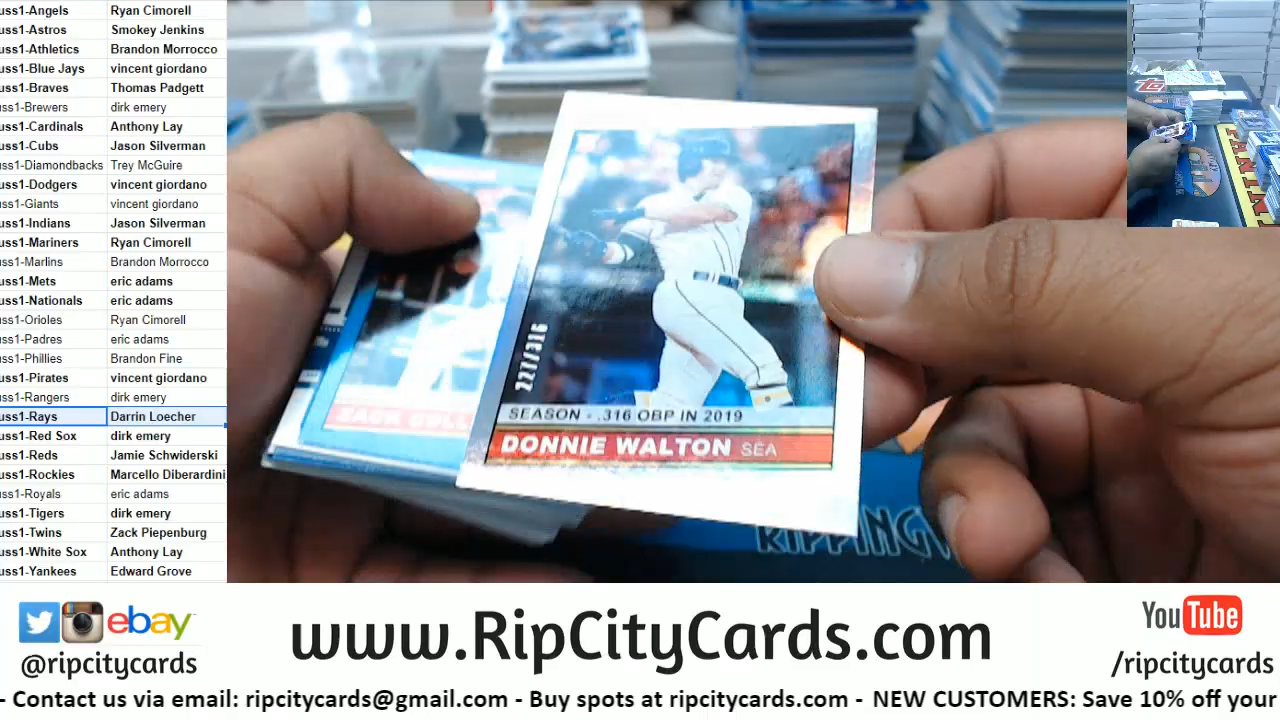 uss1-Angels Ryan Cimorell
uss1-Astros Smokey Jenkins
uss1-Athletics Brandon Morrocco
uss1-Blue Jays vincent giordano
uss1-Braves Thomas Padgett
uss1-Brewers dirk emery
uss1-Cardinals Anthony Lay
uss1-Cubs Jason Silverman
uss1-Diamondbacks Trey McGuire
uss1-Dodgers vincent giordano
uss1-Giants vincent giordano
uss1-Indians Jason Silverman
uss1-Mariners Ryan Cimorell
uss1-Marlins Brandon Morrocco
uss1-Mets eric adams
uss1-Nationals eric adams
uss1-Orioles Ryan Cimorell
uss1-Padres eric adams
uss1-Phillies Brandon Fine
uss1-Pirates vincent giordano
uss1-Rangers dirk emery
uss1-Rays Darrin Loecher
uss1-Red Sox dirk emery
uss1-Reds Jamie Schwiderski
uss1-Rockies Marcello Diberardini
uss1-Royals eric adams
uss1-Tigers dirk emery
uss1-Twins Zack Piepenburg
uss1-White Sox Anthony Lay
uss1-Yankees Edward Grove
227/316
SEASON - .316 OBP IN 2019
DONNIE WALTON SEA
RIPPING
PANINI
ebay
@ripcitycards
www.RipCityCards.com
YouTube
/ripcitycards
- Contact us via email: ripcitycards@gmail.com - Buy spots at ripcitycards.com - NEW CUSTOMERS: Save 10% off your